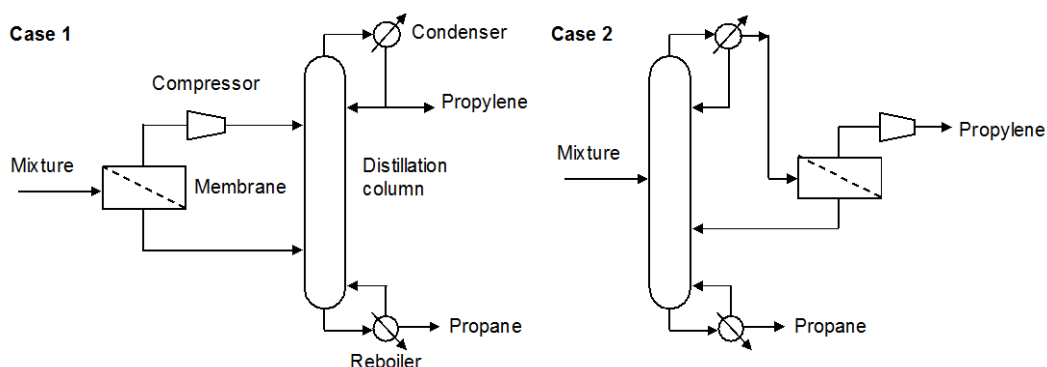 Case 1
Condenser
Compressor
Propylene
Mixture
Membrane
Distillation
column
Propane
Reboiler
Case 2
Mixture
Propylene
Propane